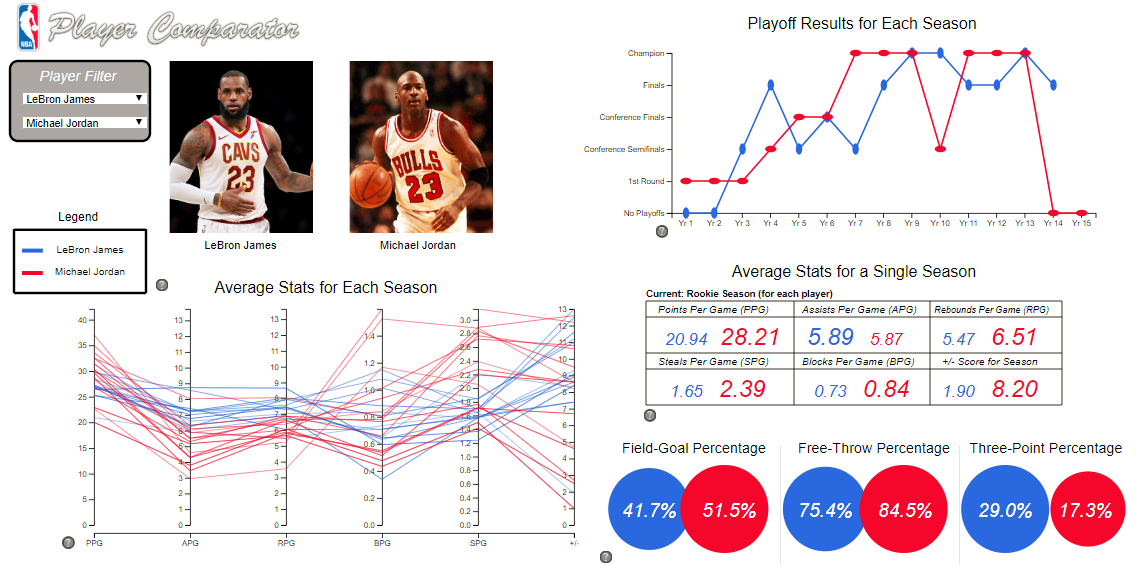 NBA
Player Comparator
Player Filter
LeBron James ▼
Michael Jordan ▼
CAVS
23
BULLS
23
LeBron James
Michael Jordan
Legend
LeBron James
Michael Jordan
Playoff Results for Each Season
Champion
Finals
Conference Finals
Conference Semifinals
1st Round
No Playoffs
Yr 1 Yr 2 Yr 3 Yr 4 Yr 5 Yr 6 Yr 7 Yr 8 Yr 9 Yr 10 Yr 11 Yr 12 Yr 13 Yr 14 Yr 15
?
?
Average Stats for Each Season
40
35
30
25
20
15
10
5
0
13
12
11
10
9
8
7
6
5
4
3
2
1
0
13
12
11
10
9
8
7
6
5
4
3
2
1
0
1.4
1.2
1.0
0.8
0.6
0.4
0.2
0.0
3.0
2.8
2.6
2.4
2.2
2.0
1.8
1.6
1.4
1.2
1.0
0.8
0.6
0.4
0.2
0.0
13
12
11
10
9
8
7
6
5
4
3
2
1
0
? PPG APG RPG BPG SPG +/-
Average Stats for a Single Season
Current: Rookie Season (for each player)
Points Per Game (PPG) Assists Per Game (APG) Rebounds Per Game (RPG)
20.94 28.21 5.89 5.87 5.47 6.51
Steals Per Game (SPG) Blocks Per Game (BPG) +/- Score for Season
1.65 2.39 0.73 0.84 1.90 8.20
?
Field-Goal Percentage Free-Throw Percentage Three-Point Percentage
41.7% 51.5% 75.4% 84.5% 29.0% 17.3%
?